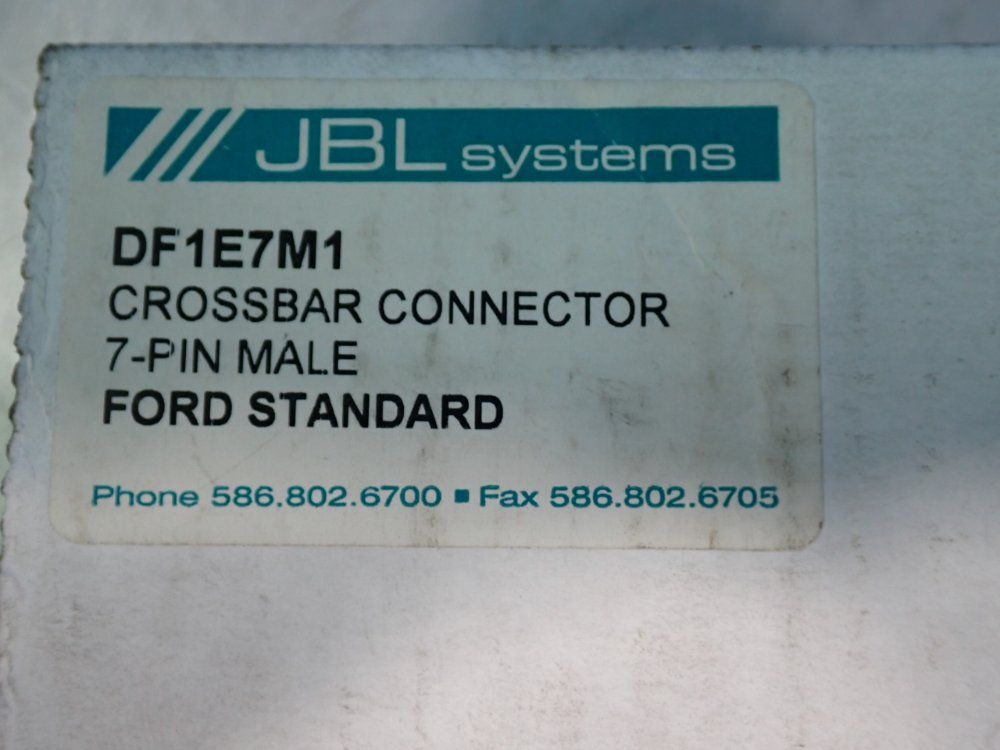 JBL systems
DF1E7M1
CROSSBAR CONNECTOR
7-PIN MALE
FORD STANDARD
Phone 586.802.6700 ■ Fax 586.802.6705